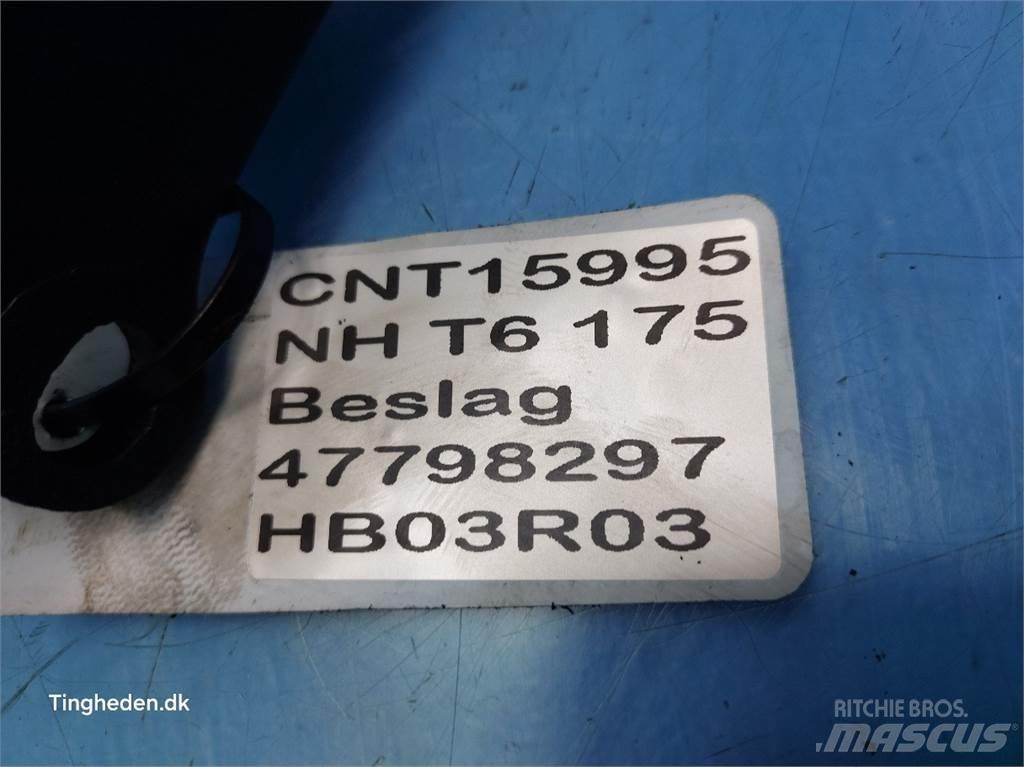 CNT15995
NH T6 175
Beslag
47798297
HB03R03
Tingheden.dk
RITCHIE BROS.
MASCUS